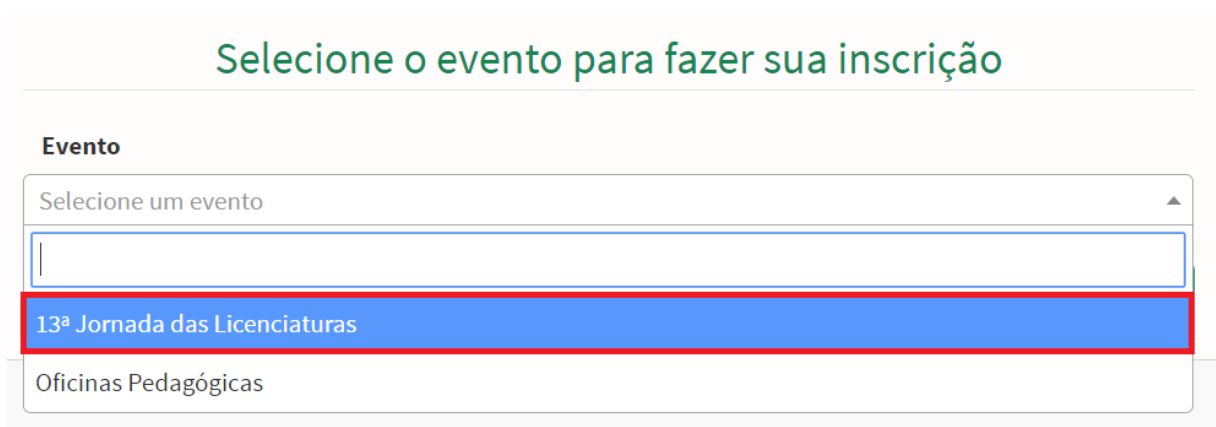 Selecione o evento para fazer sua inscrição
Evento
Selecione um evento
13ª Jornada das Licenciaturas
Oficinas Pedagógicas